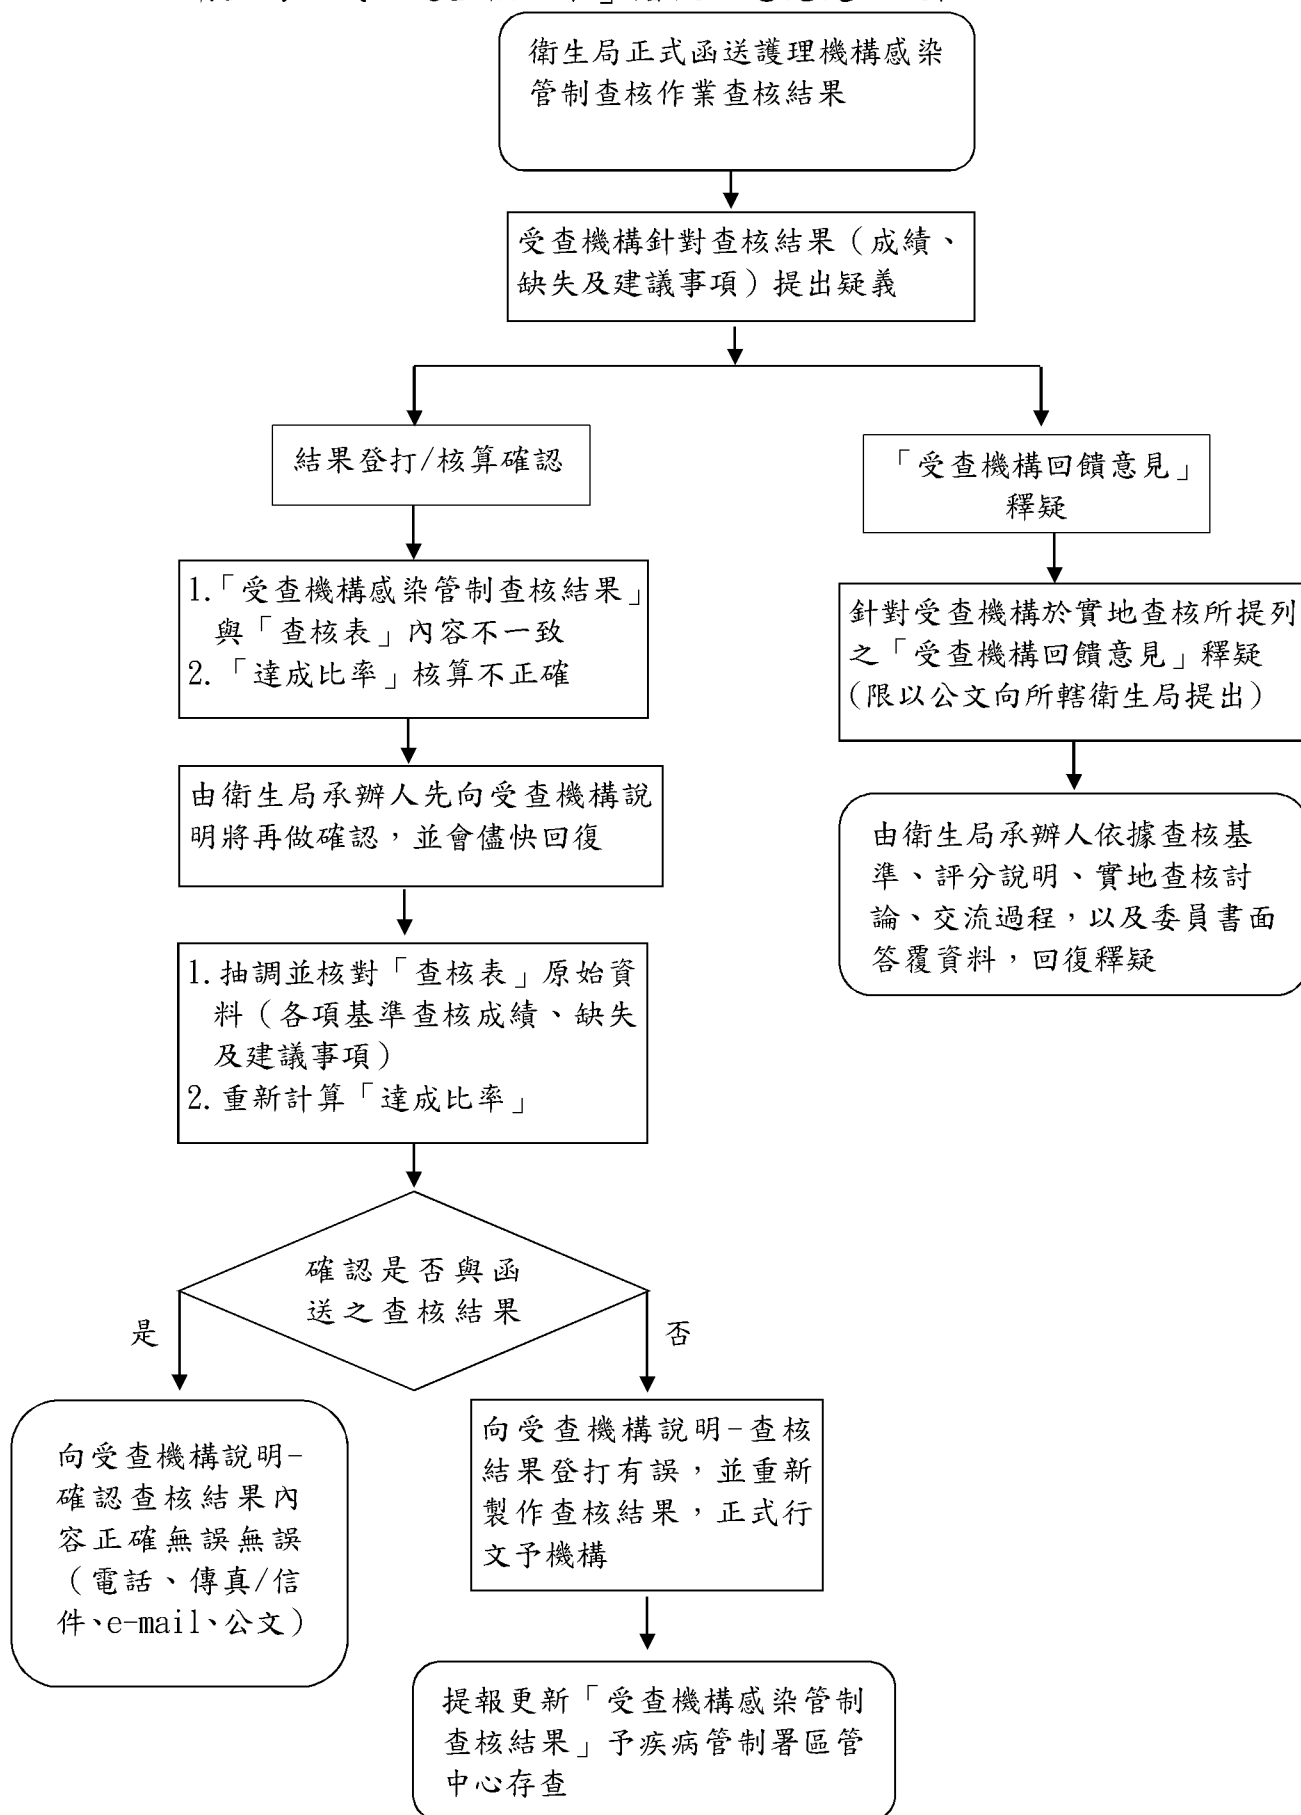 衛生局正式函送護理機構感染
管制查核作業查核結果
受查機構針對查核結果（成績、
缺失及建議事項）提出疑義
結果登打/核算確認
「受查機構回饋意見」
釋疑
1.「受查機構感染管制查核結果」
與「查核表」內容不一致
2.「達成比率」核算不正確
針對受查機構於實地查核所提列
之「受查機構回饋意見」釋疑
(限以公文向所轄衛生局提出)
由衛生局承辦人先向受查機構說
明將再做確認，並會儘快回復
由衛生局承辦人依據查核基
準、評分說明、實地查核討
論、交流過程，以及委員書面
答覆資料，回復釋疑
1.抽調並核對「查核表」原始資
料（各項基準查核成績、缺失
及建議事項）
2.重新計算「達成比率」
確認是否與函
送之查核結果
是
否
向受查機構說明-
確認查核結果內
容正確無誤無誤
（電話、傳真/信
件、e-mail、公文）
向受查機構說明-查核
結果登打有誤，並重新
製作查核結果，正式行
文予機構
提報更新「受查機構感染管制
查核結果」予疾病管制署區管
中心存查